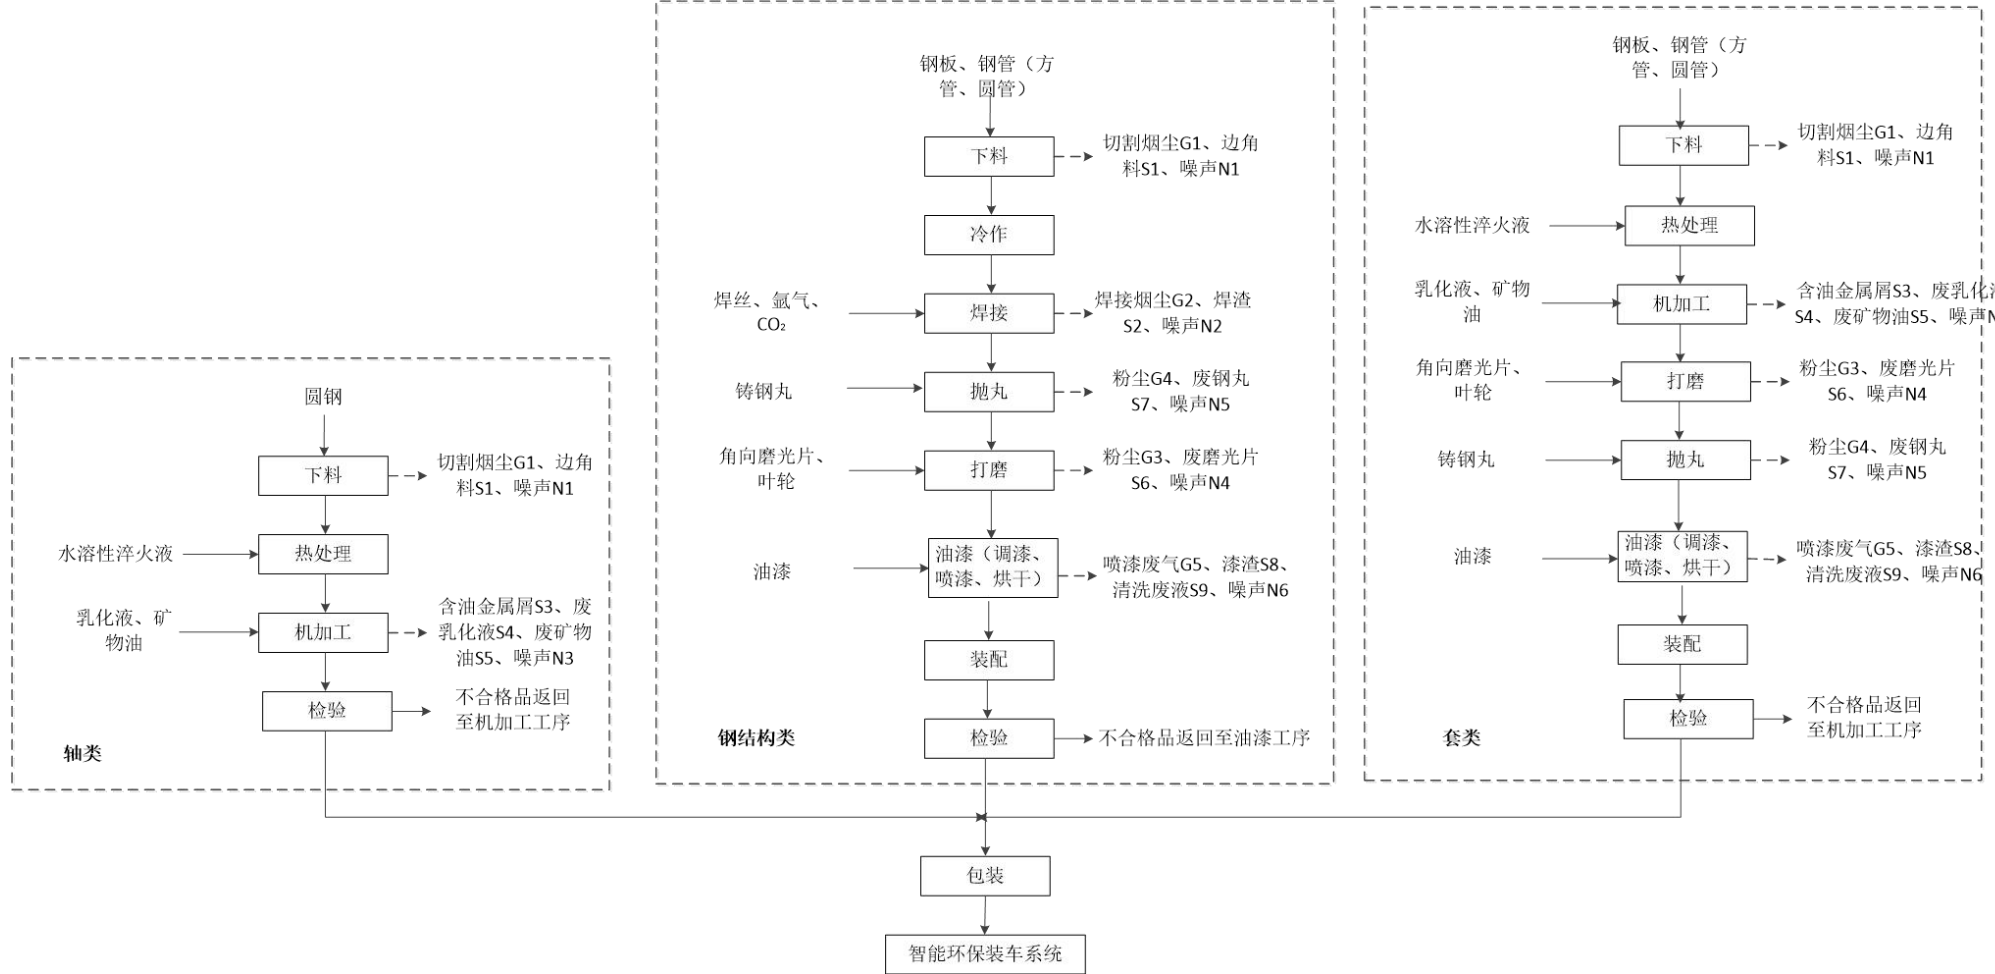 圆钢
下料
切割烟尘G1、边角
料S1、噪声N1
水溶性淬火液
热处理
乳化液、矿
物油
机加工
含油金属屑S3、废
乳化液S4、废矿物
油S5、噪声N3
检验
不合格品返回
至机加工工序
轴类
钢板、钢管（方
管、圆管）
下料
切割烟尘G1、边角
料S1、噪声N1
冷作
焊丝、氩气、
CO₂
焊接
焊接烟尘G2、焊渣
S2、噪声N2
铸钢丸
抛丸
粉尘G4、废钢丸
S7、噪声N5
角向磨光片、
叶轮
打磨
粉尘G3、废磨光片
S6、噪声N4
油漆
油漆（调漆、
喷漆、烘干）
喷漆废气G5、漆渣S8、
清洗废液S9、噪声N6
装配
检验
不合格品返回至油漆工序
钢结构类
钢板、钢管（方
管、圆管）
下料
切割烟尘G1、边角
料S1、噪声N1
水溶性淬火液
热处理
乳化液、矿物
油
机加工
含油金属屑S3、废乳化
S4、废矿物油S5、噪声
角向磨光片、
叶轮
打磨
粉尘G3、废磨光片
S6、噪声N4
铸钢丸
抛丸
粉尘G4、废钢丸
S7、噪声N5
油漆
油漆（调漆、
喷漆、烘干）
喷漆废气G5、漆渣S8、
清洗废液S9、噪声N6
装配
检验
不合格品返回
至机加工工序
套类
包装
智能环保装车系统